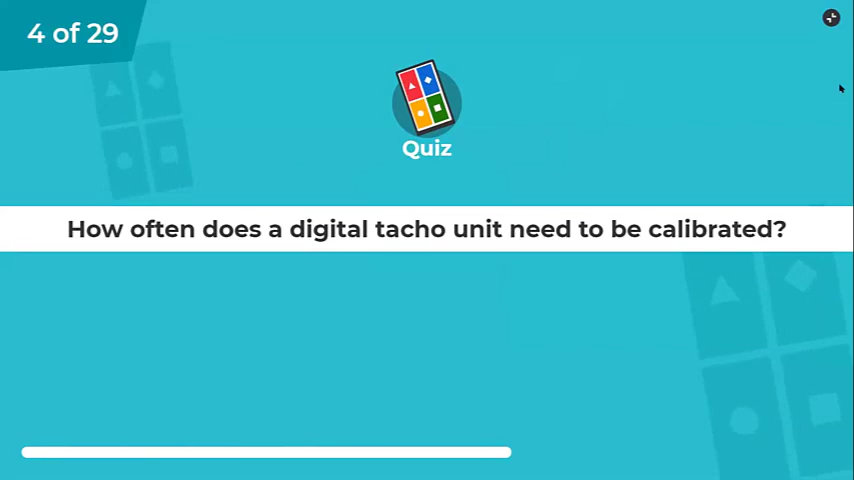 4 of 29
Quiz
How often does a digital tacho unit need to be calibrated?